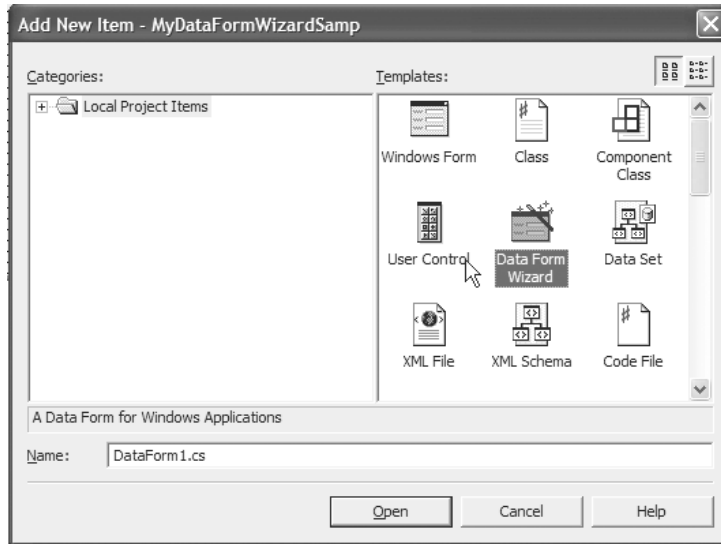 Add New Item - MyDataFormWizardSamp
Categories:
Templates:
Local Project Items
Windows Form
Class
Component
Class
User Control
Data Form
Wizard
Data Set
XML File
XML Schema
Code File
A Data Form for Windows Applications
Name:
DataForm1.cs
Open
Cancel
Help